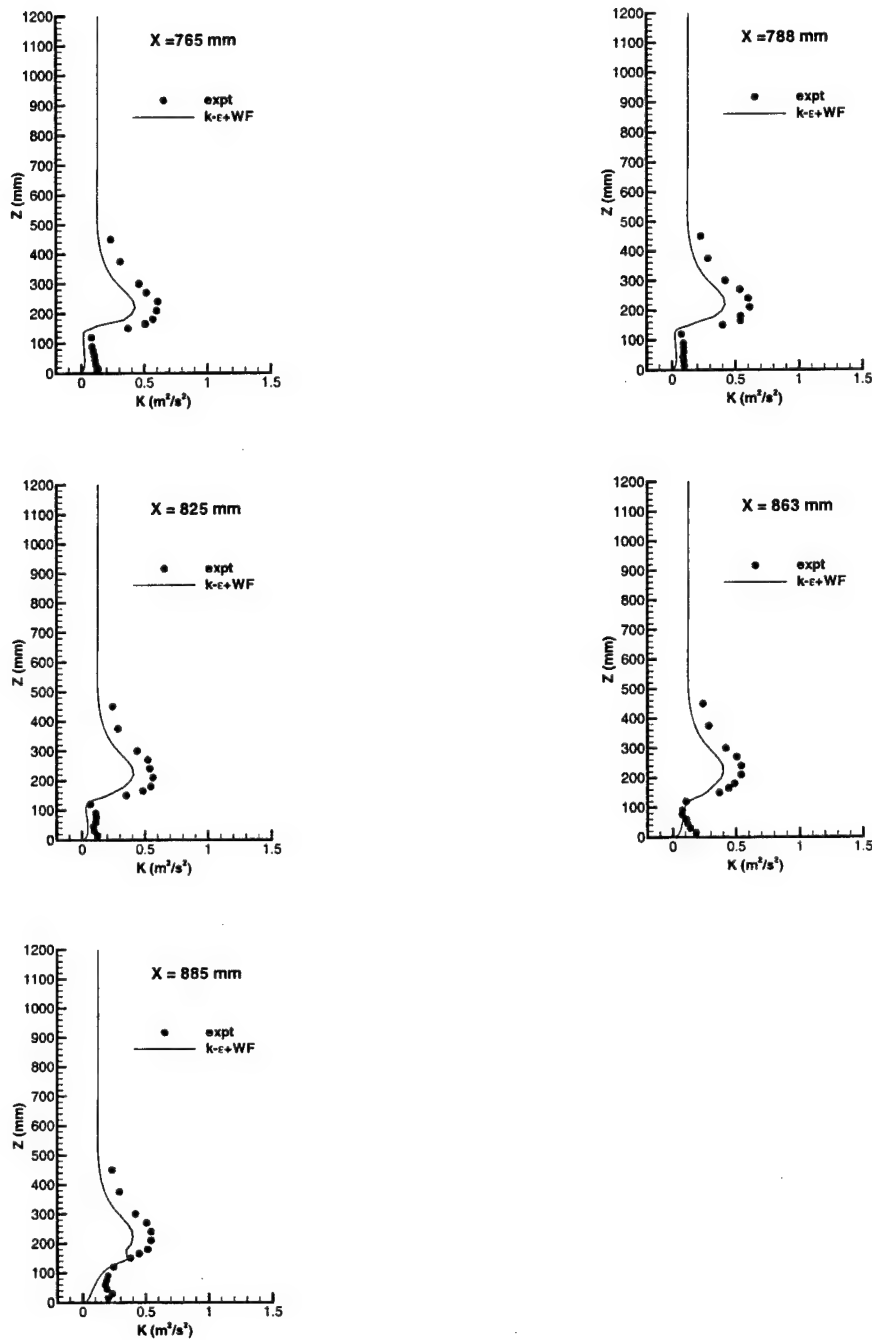 1200
1100
1000
900
800
700
600
500
400
300
200
100
0
Z (mm)
X =765 mm
expt
k-ε+WF
0 0.5 1 1.5
K (m²/s²)
1200
1100
1000
900
800
700
600
500
400
300
200
100
0
Z (mm)
X =788 mm
expt
k-ε+WF
0 0.5 1 1.5
K (m²/s²)
1200
1100
1000
900
800
700
600
500
400
300
200
100
0
Z (mm)
X = 825 mm
expt
k-ε+WF
0 0.5 1 1.5
K (m²/s²)
1200
1100
1000
900
800
700
600
500
400
300
200
100
0
Z (mm)
X = 863 mm
expt
k-ε+WF
0 0.5 1 1.5
K (m²/s²)
1200
1100
1000
900
800
700
600
500
400
300
200
100
0
Z (mm)
X = 885 mm
expt
k-ε+WF
0 0.5 1 1.5
K (m²/s²)